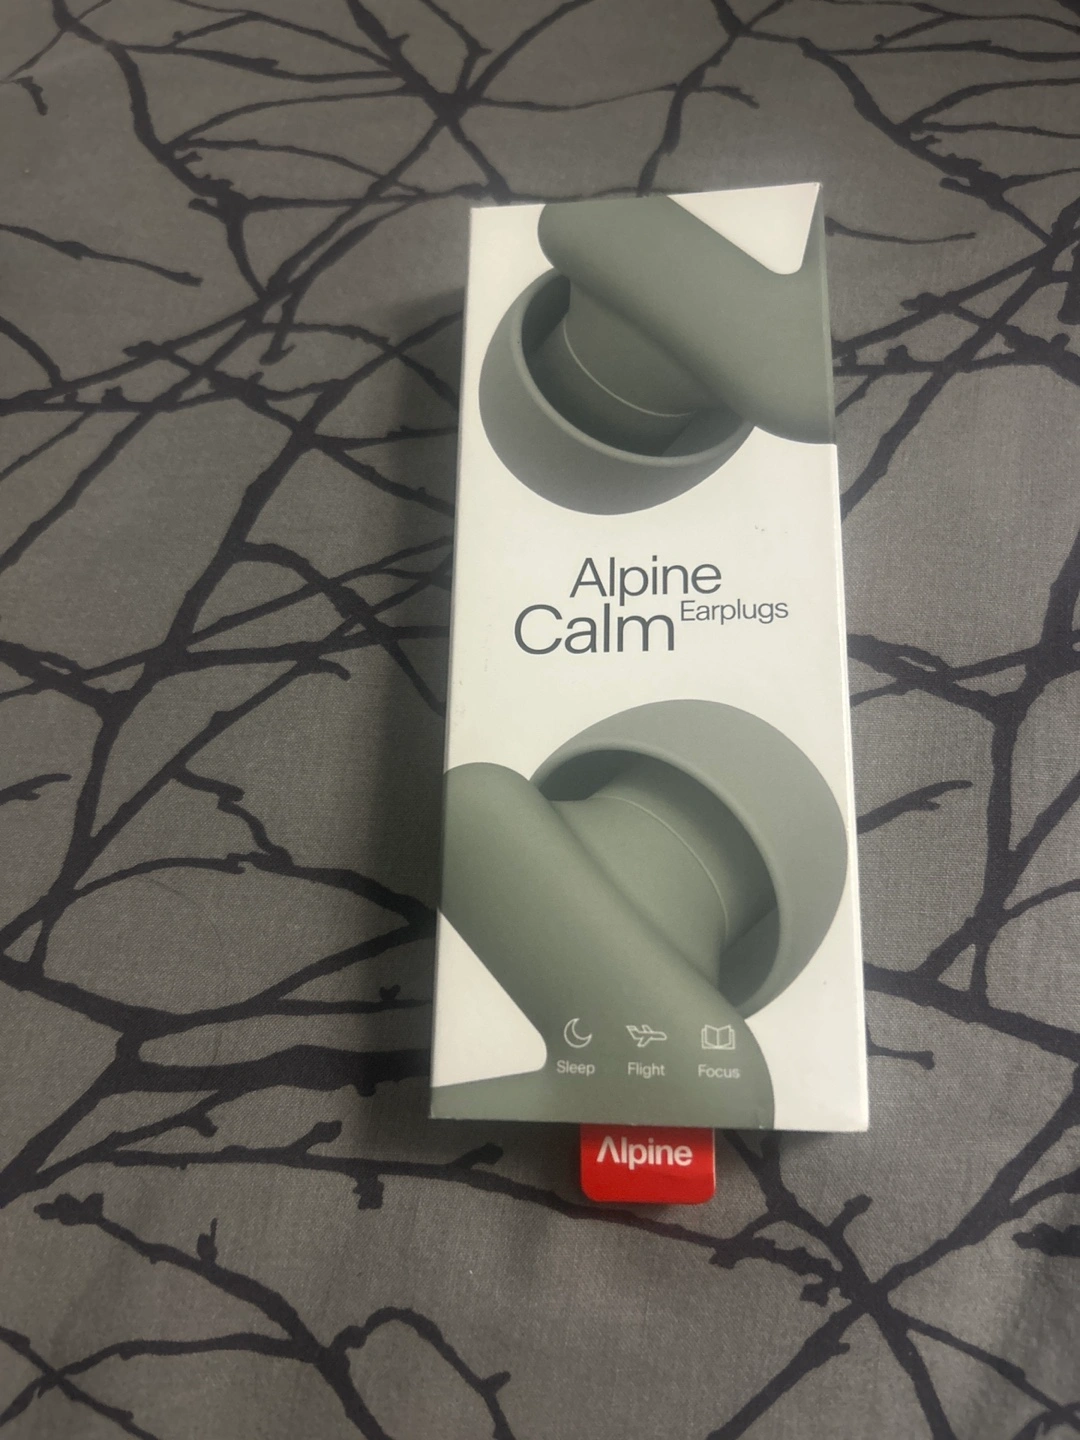 Alpine
Calm Earplugs
Sleep Flight Focus
Alpine